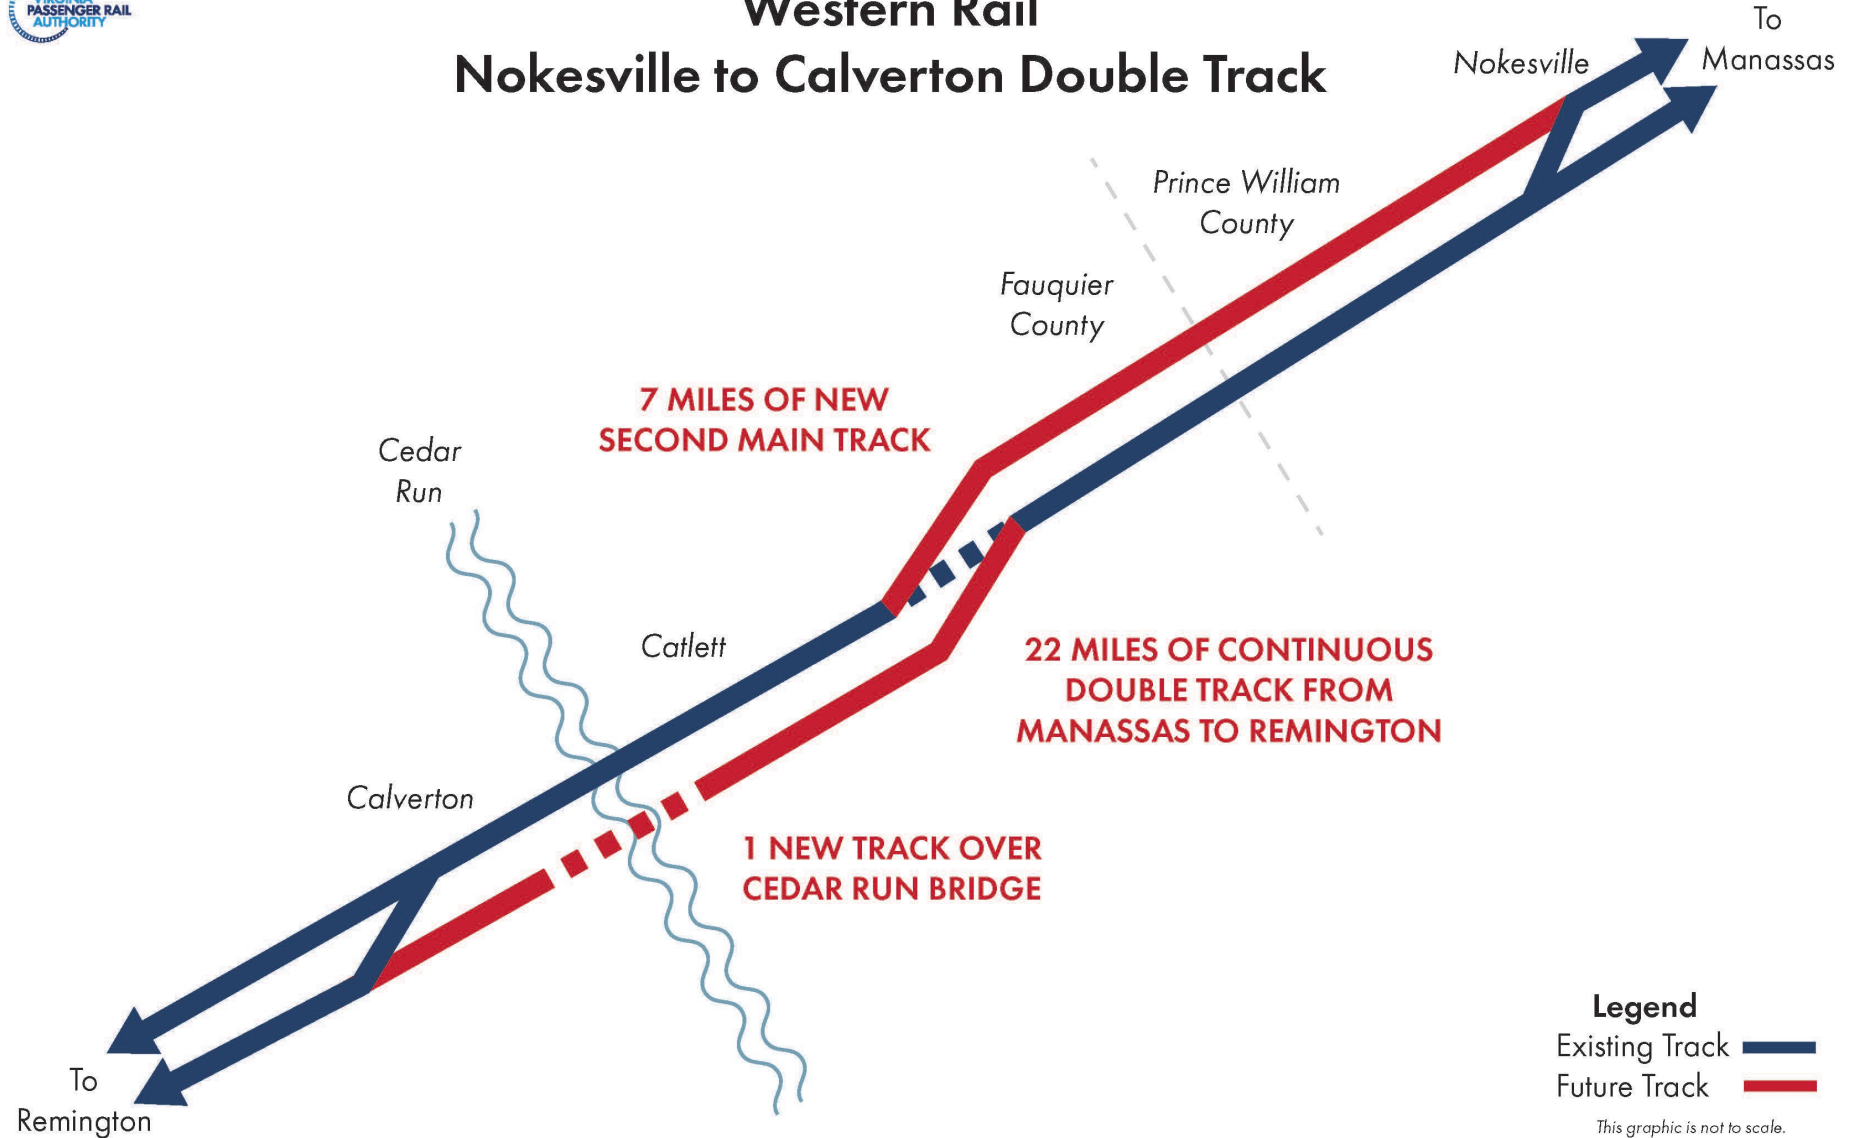 VIRGINIA
PASSENGER RAIL
AUTHORITY
Western Rail
Nokesville to Calverton Double Track
To
Manassas
Nokesville
Prince William
County
Fauquier
County
7 MILES OF NEW
SECOND MAIN TRACK
Cedar
Run
Catlett
22 MILES OF CONTINUOUS
DOUBLE TRACK FROM
MANASSAS TO REMINGTON
Calverton
1 NEW TRACK OVER
CEDAR RUN BRIDGE
To
Remington
Legend
Existing Track
Future Track
This graphic is not to scale.